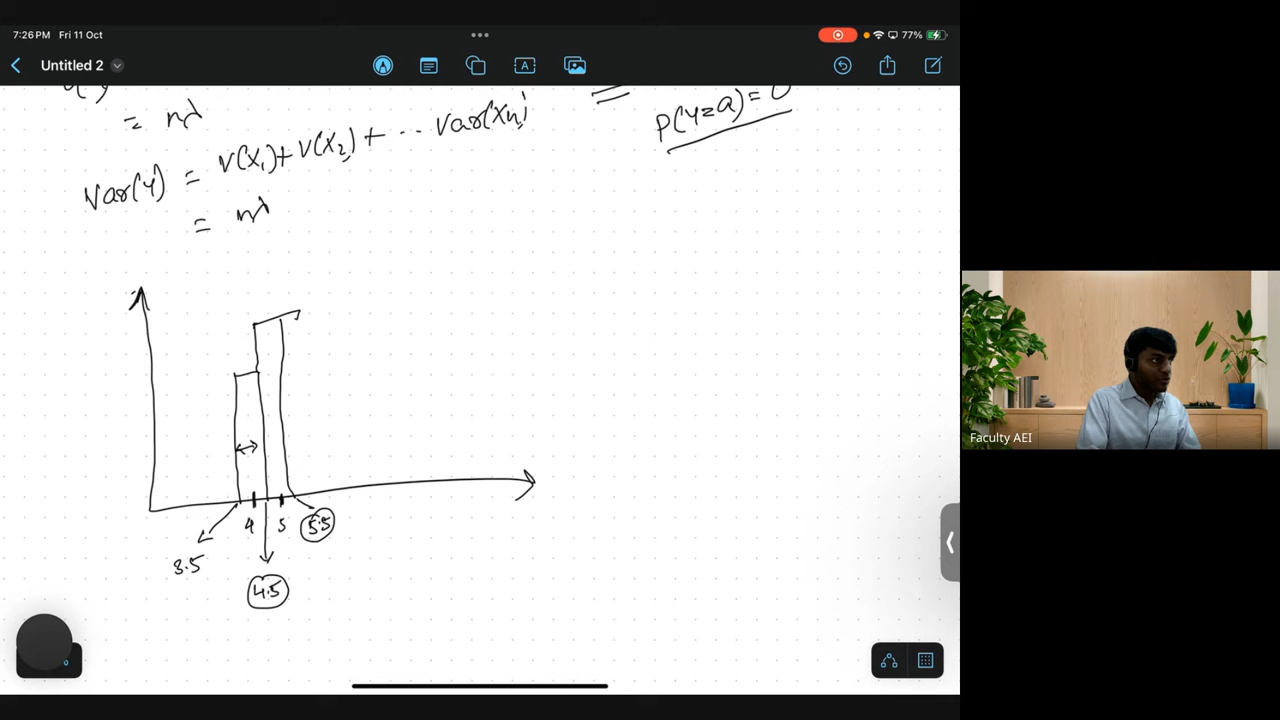 7:26 PM Fri 11 Oct
77%
Untitled 2
= nλ
P(Y=a)=0
Var(Y) = V(X₁)+V(X₂)+ ... Var(Xₙ)
= nλ
4 5 5.5
3.5
4.5
Faculty AEI